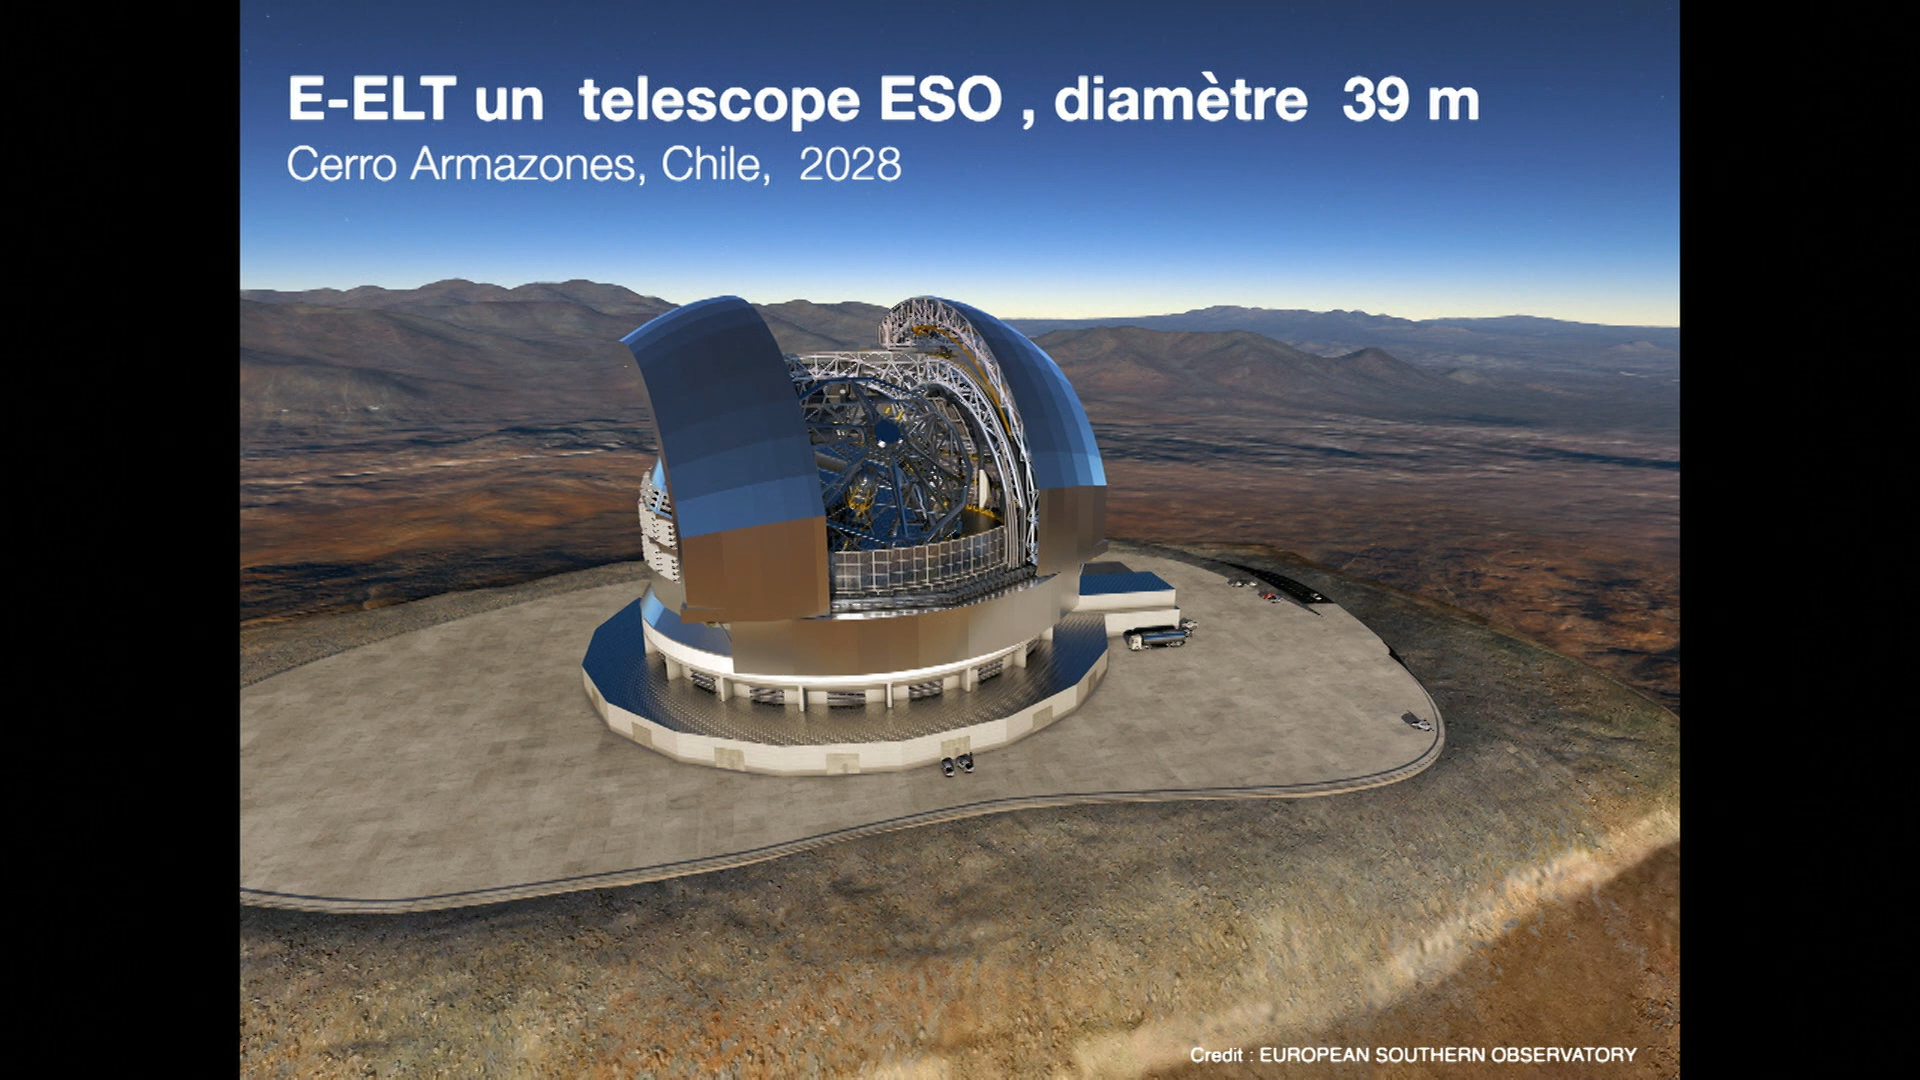 E-ELT un telescope ESO , diamètre 39 m
Cerro Armazones, Chile, 2028
Credit : EUROPEAN SOUTHERN OBSERVATORY